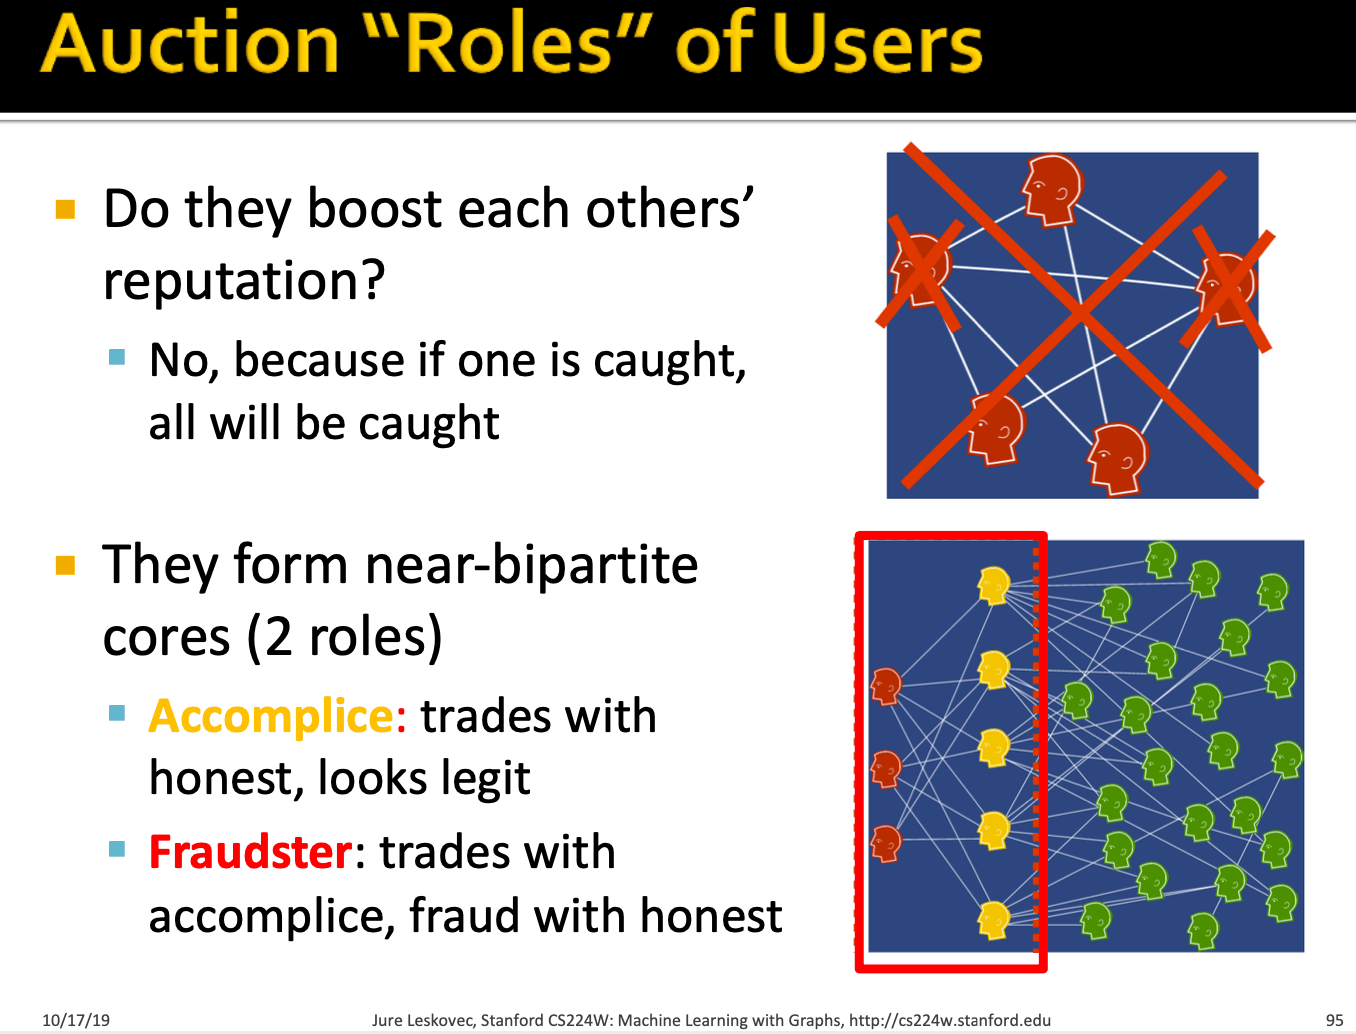 Auction “Roles” of Users
Do they boost each others’
reputation?
No, because if one is caught,
all will be caught
They form near-bipartite
cores (2 roles)
Accomplice: trades with
honest, looks legit
Fraudster: trades with
accomplice, fraud with honest
10/17/19
Jure Leskovec, Stanford CS224W: Machine Learning with Graphs, http://cs224w.stanford.edu
95